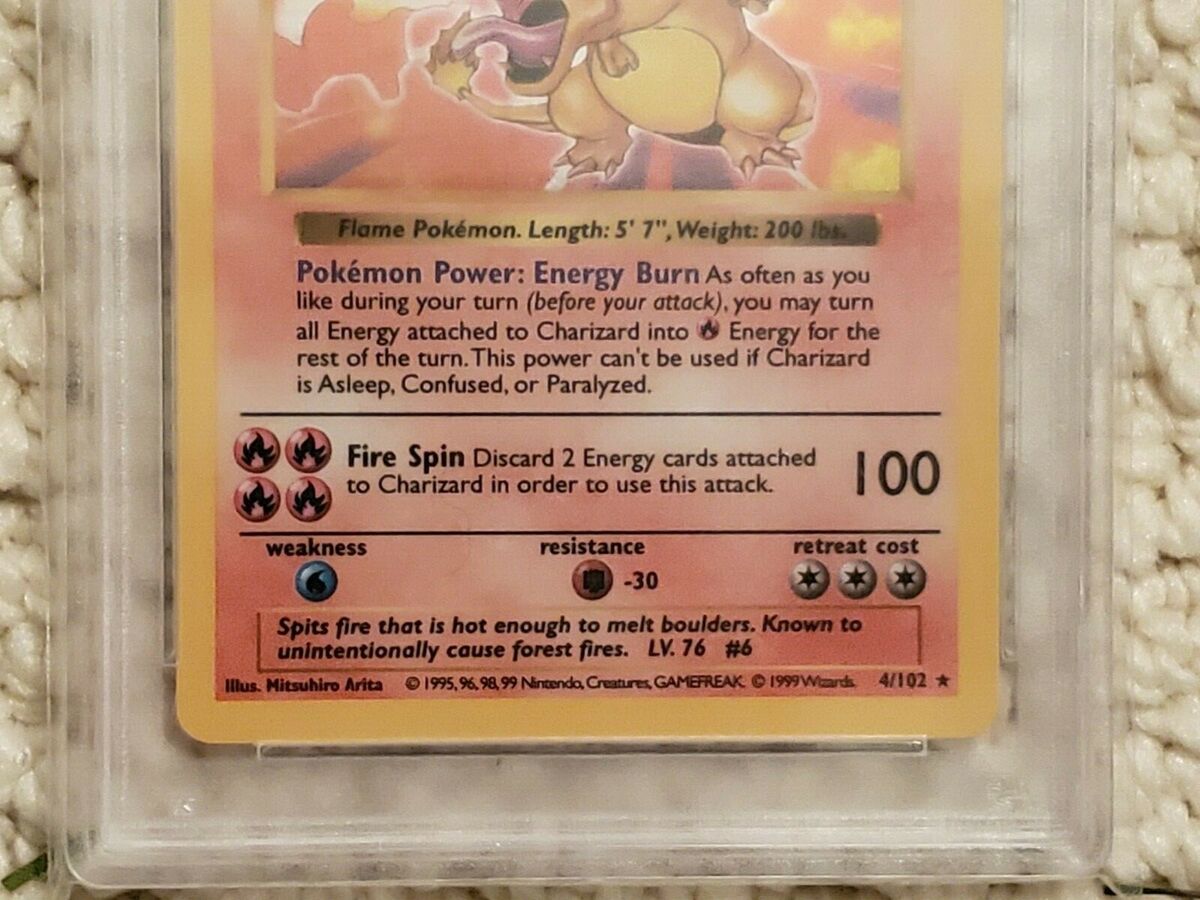 Flame Pokémon. Length: 5' 7", Weight: 200 lbs.
Pokémon Power: Energy Burn As often as you
like during your turn (before your attack), you may turn
all Energy attached to Charizard into Energy for the
rest of the turn. This power can't be used if Charizard
is Asleep, Confused, or Paralyzed.
Fire Spin Discard 2 Energy cards attached
to Charizard in order to use this attack.
100
weakness resistance retreat cost
-30
Spits fire that is hot enough to melt boulders. Known to
unintentionally cause forest fires. LV. 76 #6
Illus. Mitsuhiro Arita © 1995, 96, 98, 99 Nintendo, Creatures, GAMEFREAK. © 1999 Wizards. 4/102 ★